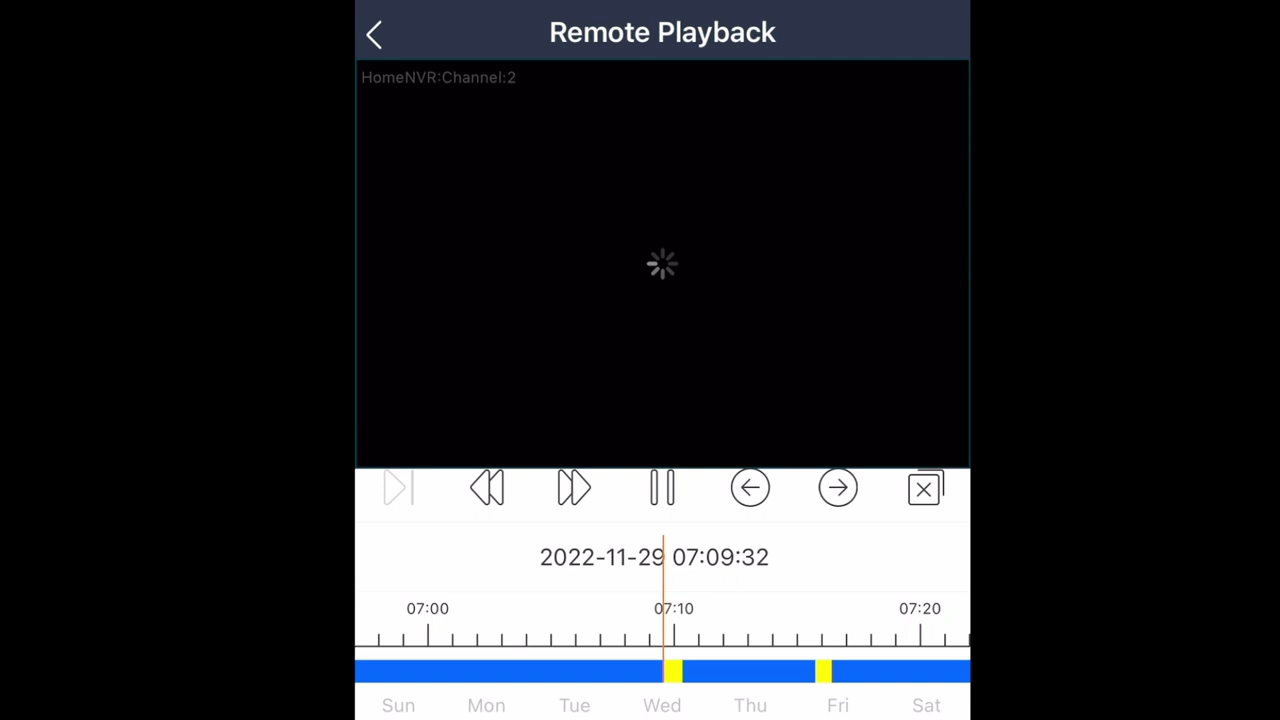 Remote Playback
HomeNVR:Channel:2
2022-11-29 07:09:32
07:00 07:10 07:20
Sun Mon Tue Wed Thu Fri Sat